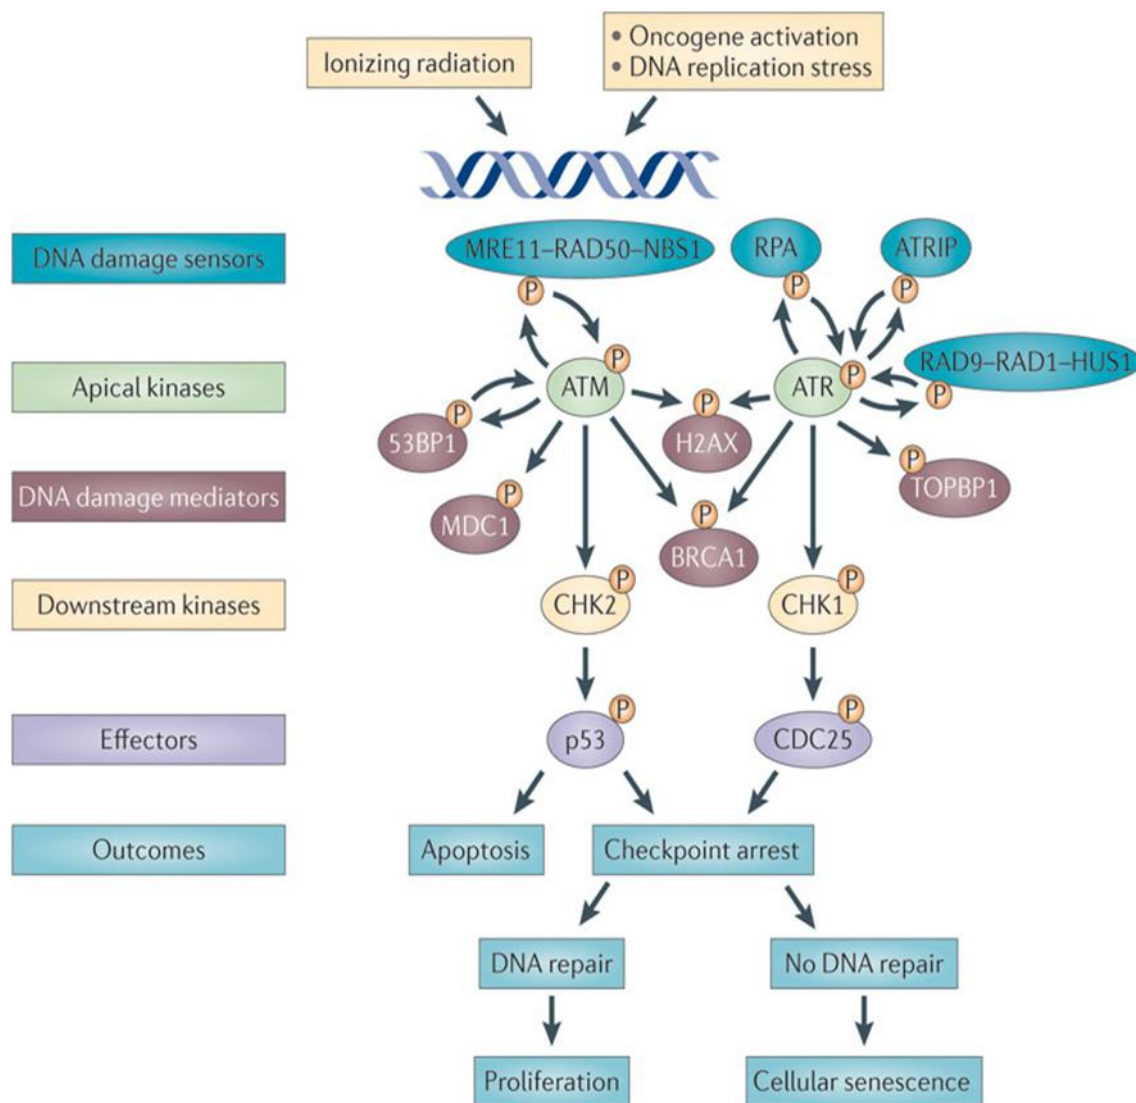 Ionizing radiation
• Oncogene activation
• DNA replication stress
DNA damage sensors
MRE11–RAD50–NBS1
RPA
ATRIP
P
P
P
RAD9–RAD1–HUS1
P
Apical kinases
P
ATM
ATR
P
P
53BP1
P
H2AX
DNA damage mediators
P
MDC1
P
BRCA1
P
TOPBP1
Downstream kinases
CHK2
P
CHK1
P
Effectors
p53
P
CDC25
P
Outcomes
Apoptosis
Checkpoint arrest
DNA repair
No DNA repair
Proliferation
Cellular senescence